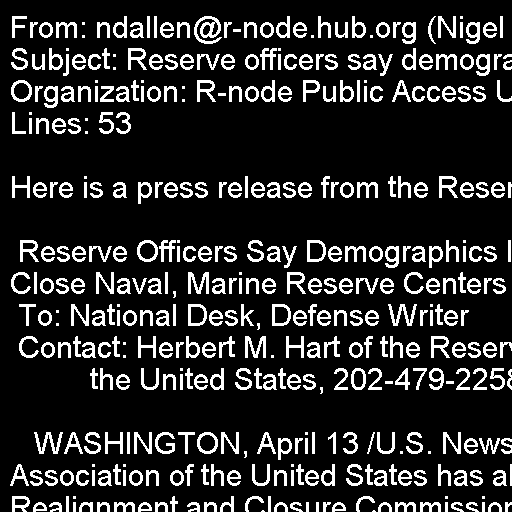 From: ndallen@r-node.hub.org (Nigel
Subject: Reserve officers say demogra
Organization: R-node Public Access U
Lines: 53
Here is a press release from the Reser
Reserve Officers Say Demographics I
Close Naval, Marine Reserve Centers
To: National Desk, Defense Writer
Contact: Herbert M. Hart of the Reserv
the United States, 202-479-2258
WASHINGTON, April 13 /U.S. News
Association of the United States has al
Realignment and Closure Commission